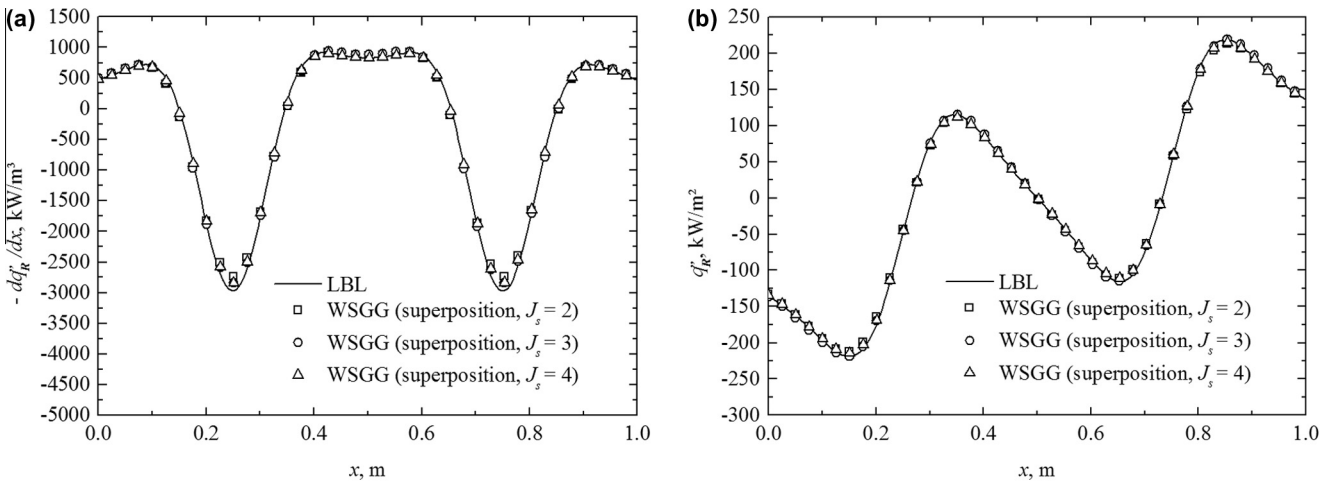 (a)
- dq̇″R /dx, kW/m³
1500
1000
500
0
-500
-1000
-1500
-2000
-2500
-3000
-3500
-4000
-4500
-5000
LBL
WSGG (superposition, Js = 2)
WSGG (superposition, Js = 3)
WSGG (superposition, Js = 4)
0.0 0.2 0.4 0.6 0.8 1.0
x, m
(b)
q̇″R, kW/m²
250
200
150
100
50
0
-50
-100
-150
-200
-250
-300
LBL
WSGG (superposition, Js = 2)
WSGG (superposition, Js = 3)
WSGG (superposition, Js = 4)
0.0 0.2 0.4 0.6 0.8 1.0
x, m